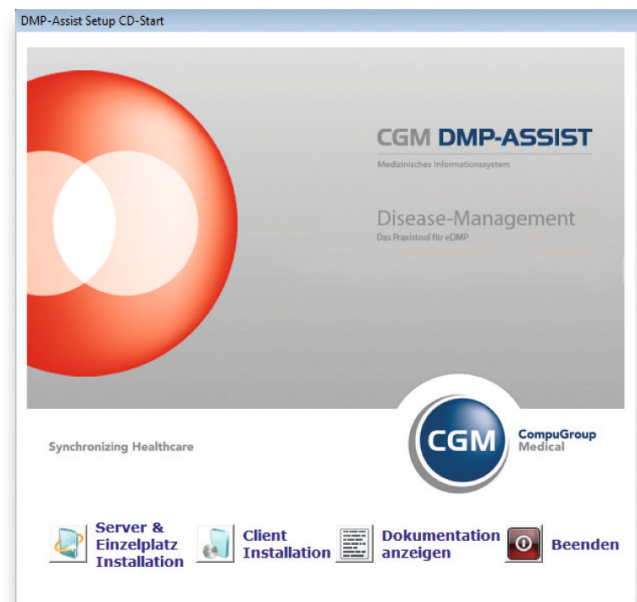 DMP-Assist Setup CD-Start
CGM DMP-ASSIST
Medizinisches Informationssystem
Disease-Management
Das Praxistool für eDMP
Synchronizing Healthcare
CGM
CompuGroup
Medical
Server &
Einzelplatz
Installation
Client
Installation
Dokumentation
anzeigen
Beenden